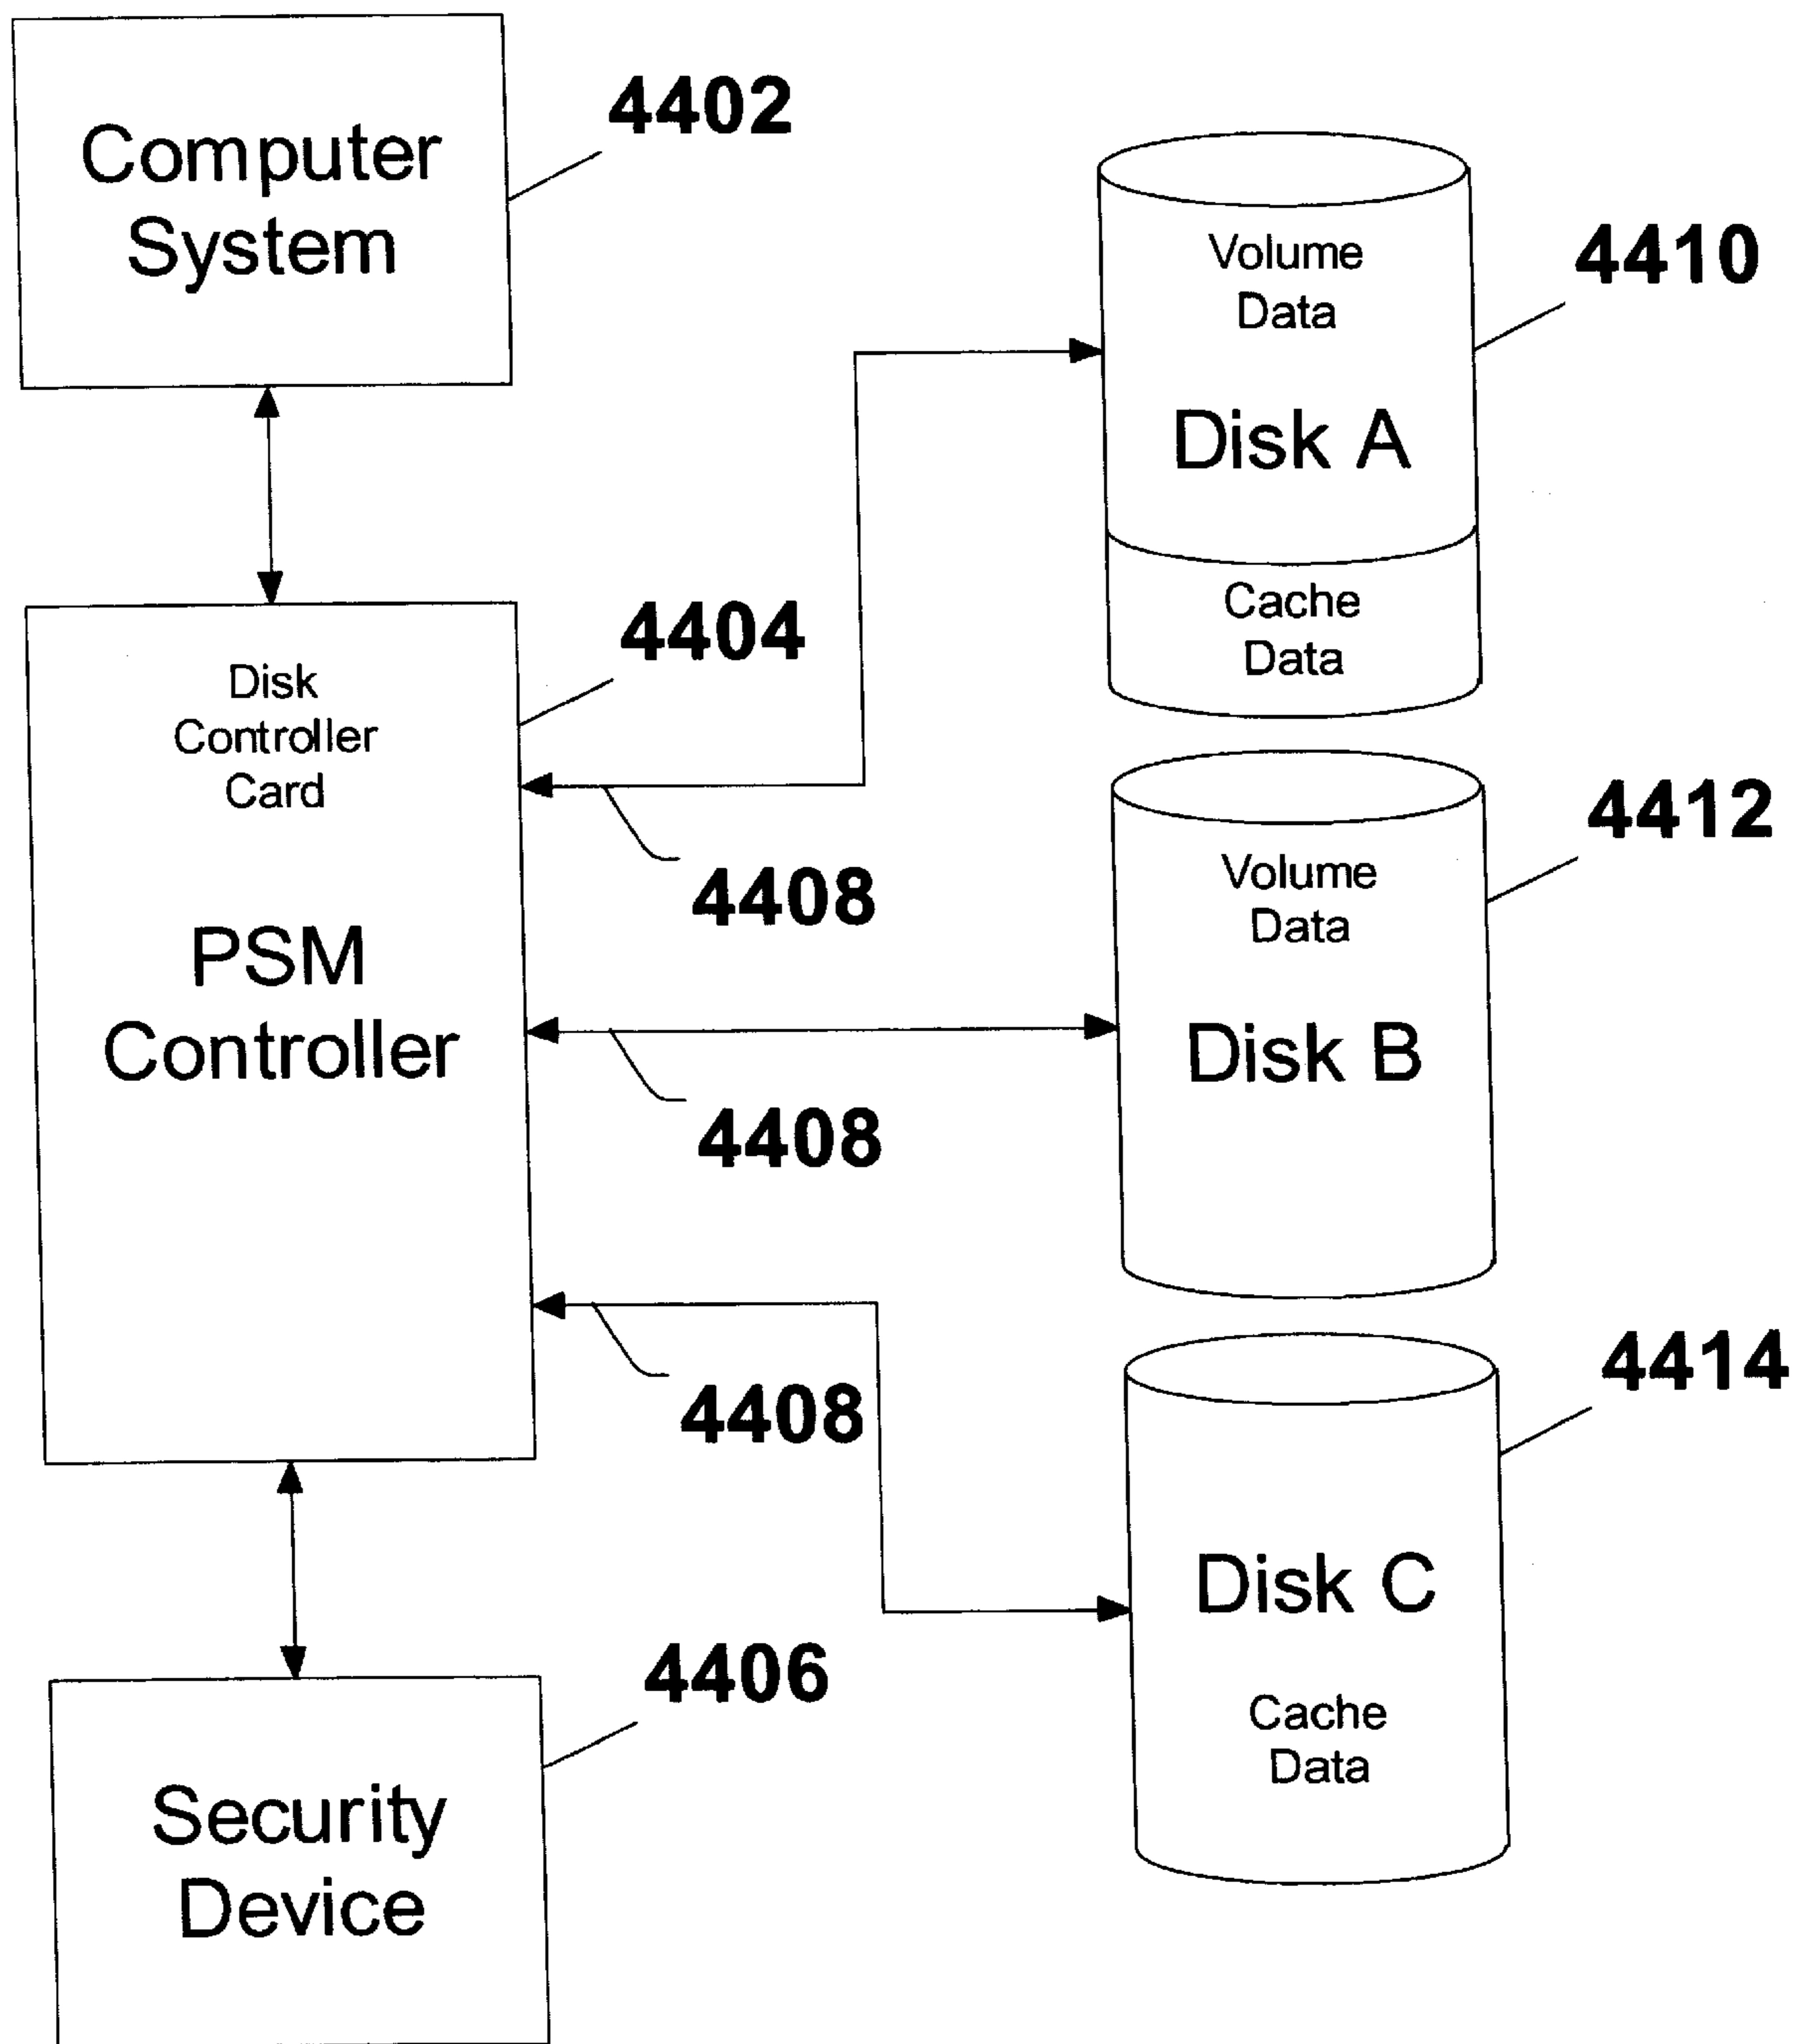 Computer
System
4402
Disk
Controller
Card
PSM
Controller
4404
4408
4408
4408
Security
Device
4406
Volume
Data
Disk A
Cache
Data
4410
Volume
Data
Disk B
4412
Disk C
Cache
Data
4414